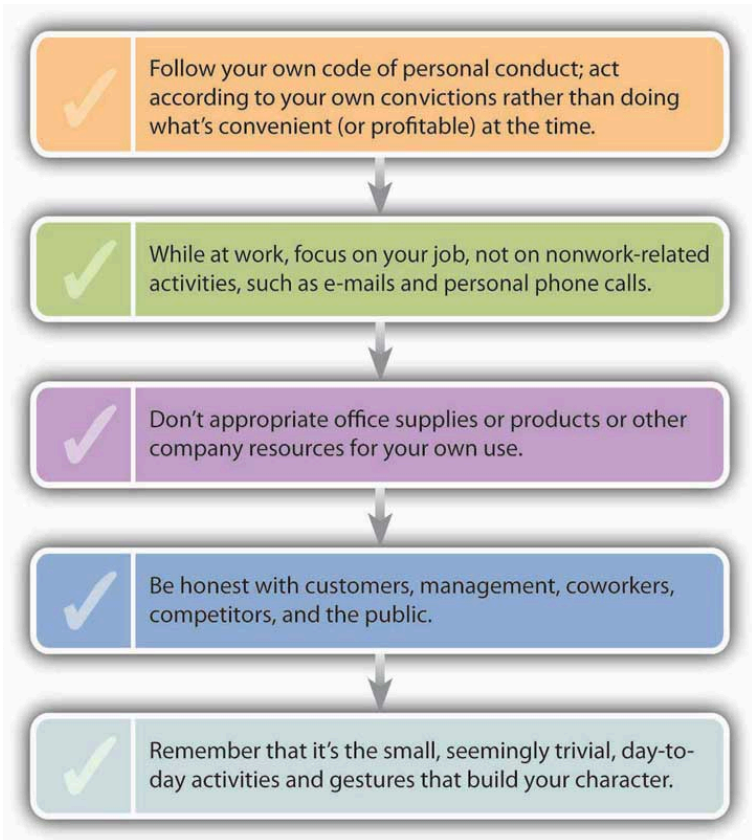 Follow your own code of personal conduct; act
according to your own convictions rather than doing
what's convenient (or profitable) at the time.
While at work, focus on your job, not on nonwork-related
activities, such as e-mails and personal phone calls.
Don't appropriate office supplies or products or other
company resources for your own use.
Be honest with customers, management, coworkers,
competitors, and the public.
Remember that it's the small, seemingly trivial, day-to-
day activities and gestures that build your character.